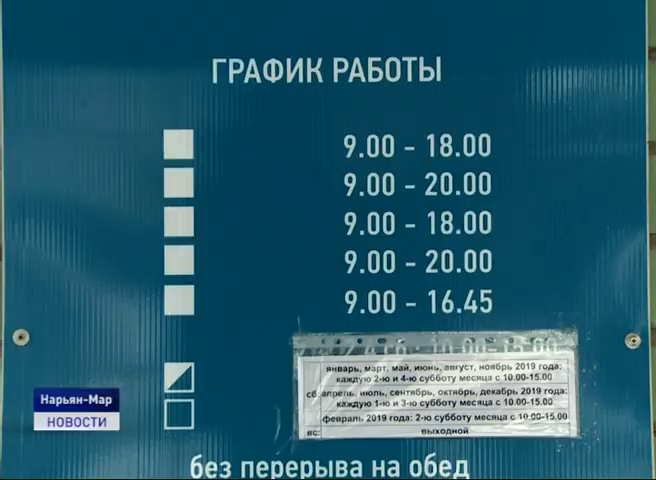 ГРАФИК РАБОТЫ
9.00 - 18.00
9.00 - 20.00
9.00 - 18.00
9.00 - 20.00
9.00 - 16.45
январь, март, май, июнь, август, ноябрь 2019 года:
каждую 2-ю и 4-ю субботу месяца с 10.00-15.00
сб: апрель, июль, сентябрь, октябрь, декабрь 2019 года:
каждую 1-ю и 3-ю субботу месяца с 10.00-15.00
февраль 2019 года: 2-ю субботу месяца с 10.00-15.00
вс: выходной
без перерыва на обед
Нарьян-Мар
НОВОСТИ